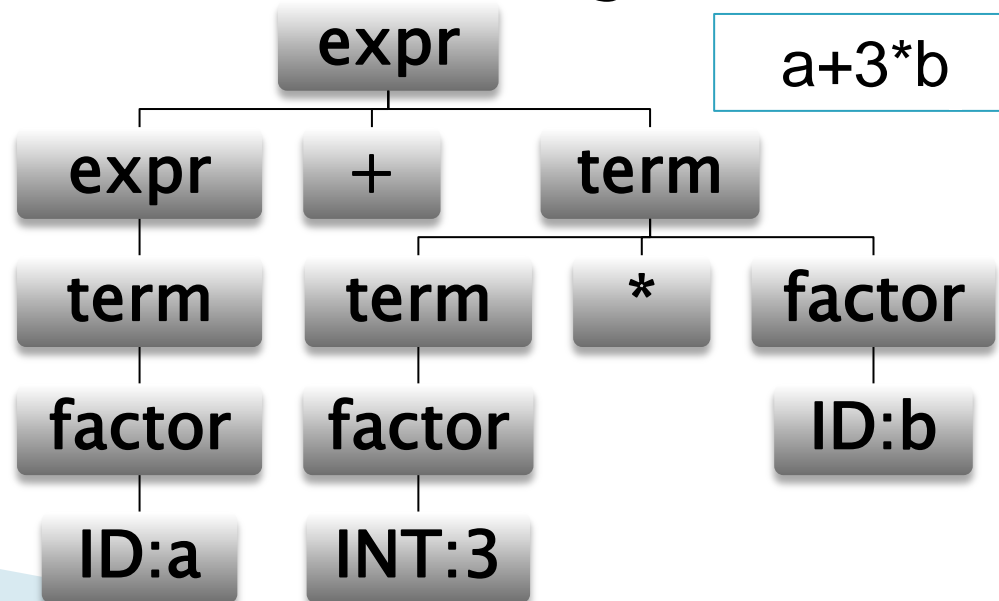 expr
a+3*b
expr + term
term term * factor
factor factor ID:b
ID:a INT:3